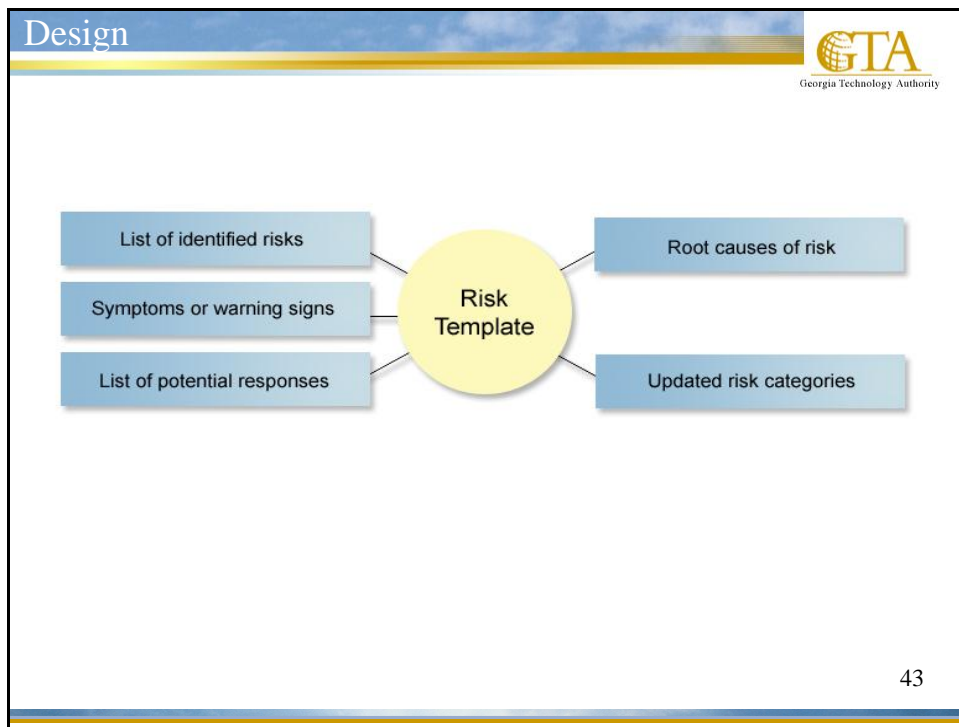 Design
GTA
Georgia Technology Authority
List of identified risks
Symptoms or warning signs
List of potential responses
Risk
Template
Root causes of risk
Updated risk categories
43